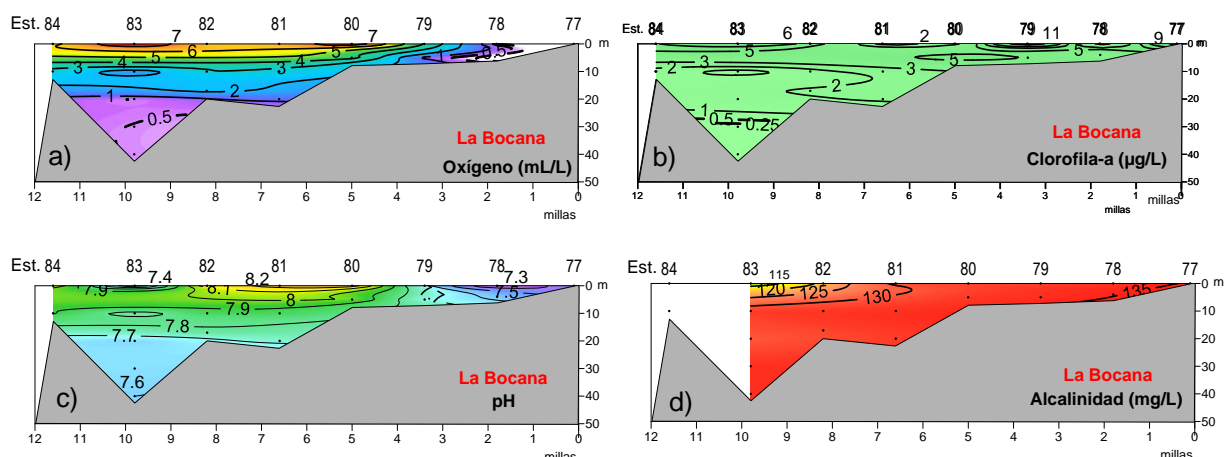 Est. 84 83 82 81 80 79 78 77
7 7 0 m
6 5 4 3 3 4 3 1 0.5
2 1
0.5
10
20
30
40
50
La Bocana
a) Oxígeno (mL/L)
12 11 10 9 8 7 6 5 4 3 2 1 0
millas
Est. 84 83 82 81 80 79 78 77
6 2 11 9 0 m
5 5 5 5
3 3 2 2
1 0.5 0.25
10
20
30
40
50
La Bocana
b) Clorofila-a (µg/L)
12 11 10 9 8 7 6 5 4 3 2 1 0
millas
millas
Est. 84 83 82 81 80 79 78 77
7.4 8.2 7.3 0 m
7.9 8.1 8 7.5
7.9
7.8
7.7
7.6
10
20
30
40
50
La Bocana
c) pH
12 11 10 9 8 7 6 5 4 3 2 1 0
millas
Est. 84 83 82 81 80 79 78 77
115 0 m
120 125 130 135
10
20
30
40
50
La Bocana
d) Alcalinidad (mg/L)
12 11 10 9 8 7 6 5 4 3 2 1 0
millas